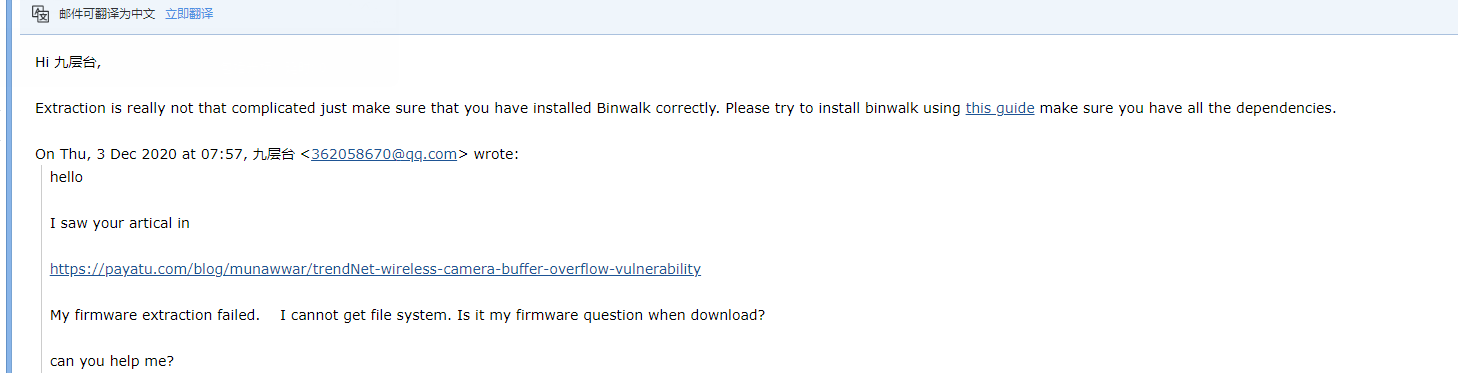 邮件可翻译为中文 立即翻译
Hi 九层台,
Extraction is really not that complicated just make sure that you have installed Binwalk correctly. Please try to install binwalk using this guide make sure you have all the dependencies.
On Thu, 3 Dec 2020 at 07:57, 九层台 <362058670@qq.com> wrote:
hello
I saw your artical in
https://payatu.com/blog/munawwar/trendNet-wireless-camera-buffer-overflow-vulnerability
My firmware extraction failed. I cannot get file system. Is it my firmware question when download?
can you help me?